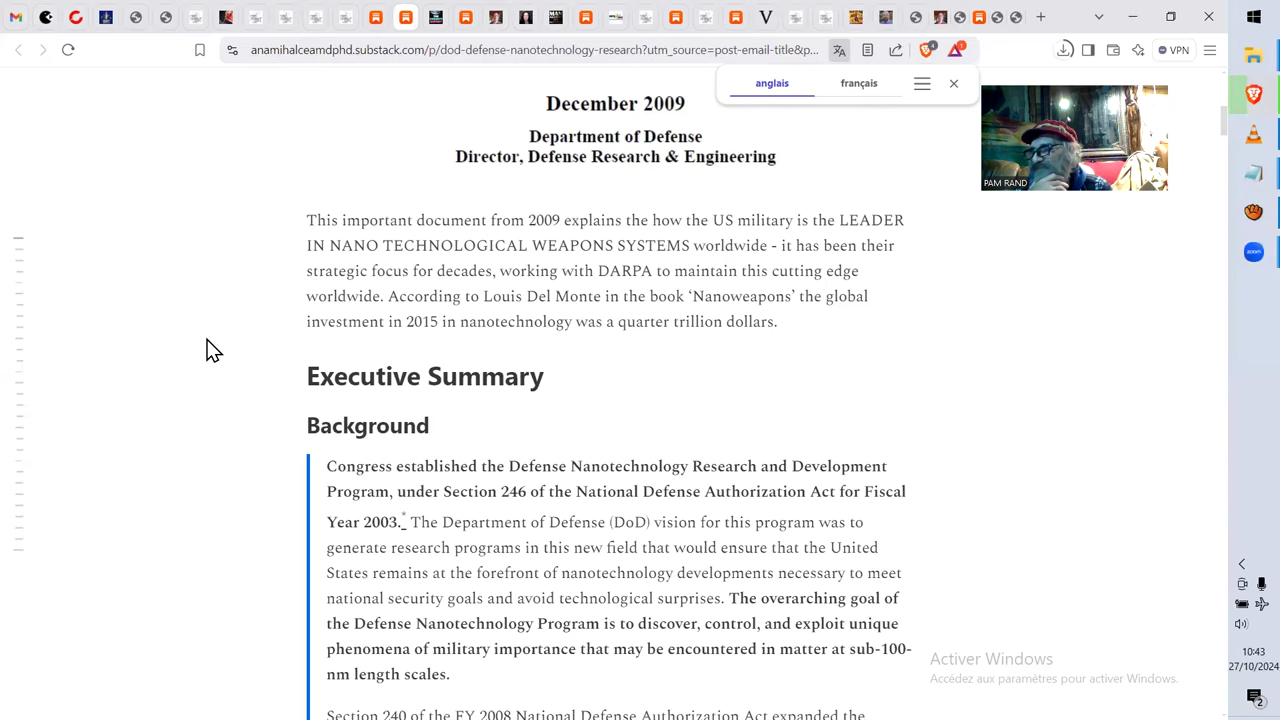 anamihalceamdphd.substack.com/p/dod-defense-nanotechnology-research?utm_source=post-email-title&p...
4
1
VPN
anglais
français
December 2009
Department of Defense
Director, Defense Research & Engineering
PAM RAND
This important document from 2009 explains the how the US military is the LEADER
IN NANO TECHNOLOGICAL WEAPONS SYSTEMS worldwide - it has been their
strategic focus for decades, working with DARPA to maintain this cutting edge
worldwide. According to Louis Del Monte in the book ‘Nanoweapons’ the global
investment in 2015 in nanotechnology was a quarter trillion dollars.
Executive Summary
Background
Congress established the Defense Nanotechnology Research and Development
Program, under Section 246 of the National Defense Authorization Act for Fiscal
Year 2003.* The Department of Defense (DoD) vision for this program was to
generate research programs in this new field that would ensure that the United
States remains at the forefront of nanotechnology developments necessary to meet
national security goals and avoid technological surprises. The overarching goal of
the Defense Nanotechnology Program is to discover, control, and exploit unique
phenomena of military importance that may be encountered in matter at sub-100-
nm length scales.
Section 240 of the FY 2008 National Defense Authorization Act expanded the
Activer Windows
Accédez aux paramètres pour activer Windows.
zoom
10:43
27/10/2024
2